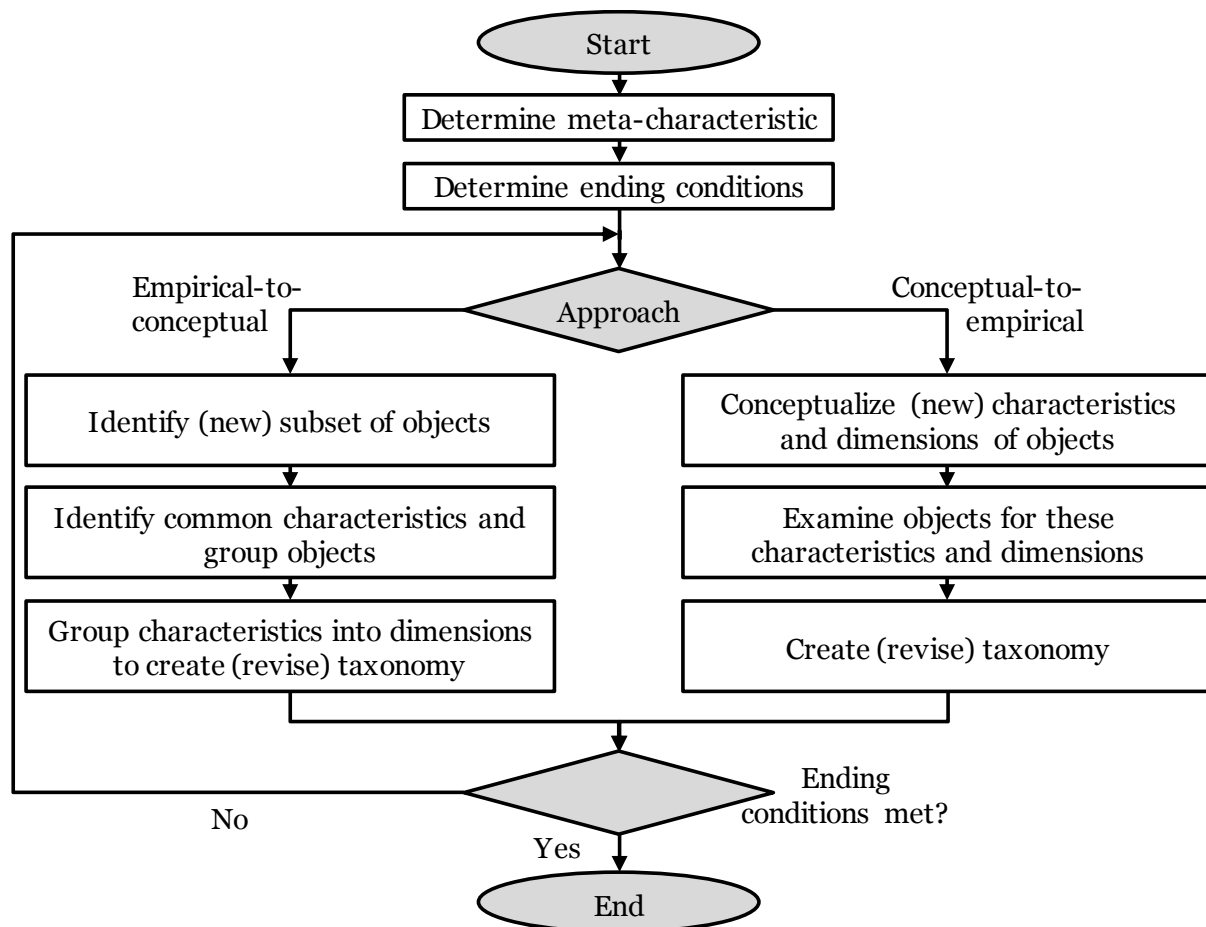 Start
Determine meta-characteristic
Determine ending conditions
Empirical-to-
conceptual
Approach
Conceptual-to-
empirical
Identify (new) subset of objects
Identify common characteristics and
group objects
Group characteristics into dimensions
to create (revise) taxonomy
Conceptualize (new) characteristics
and dimensions of objects
Examine objects for these
characteristics and dimensions
Create (revise) taxonomy
Ending
conditions met?
No
Yes
End